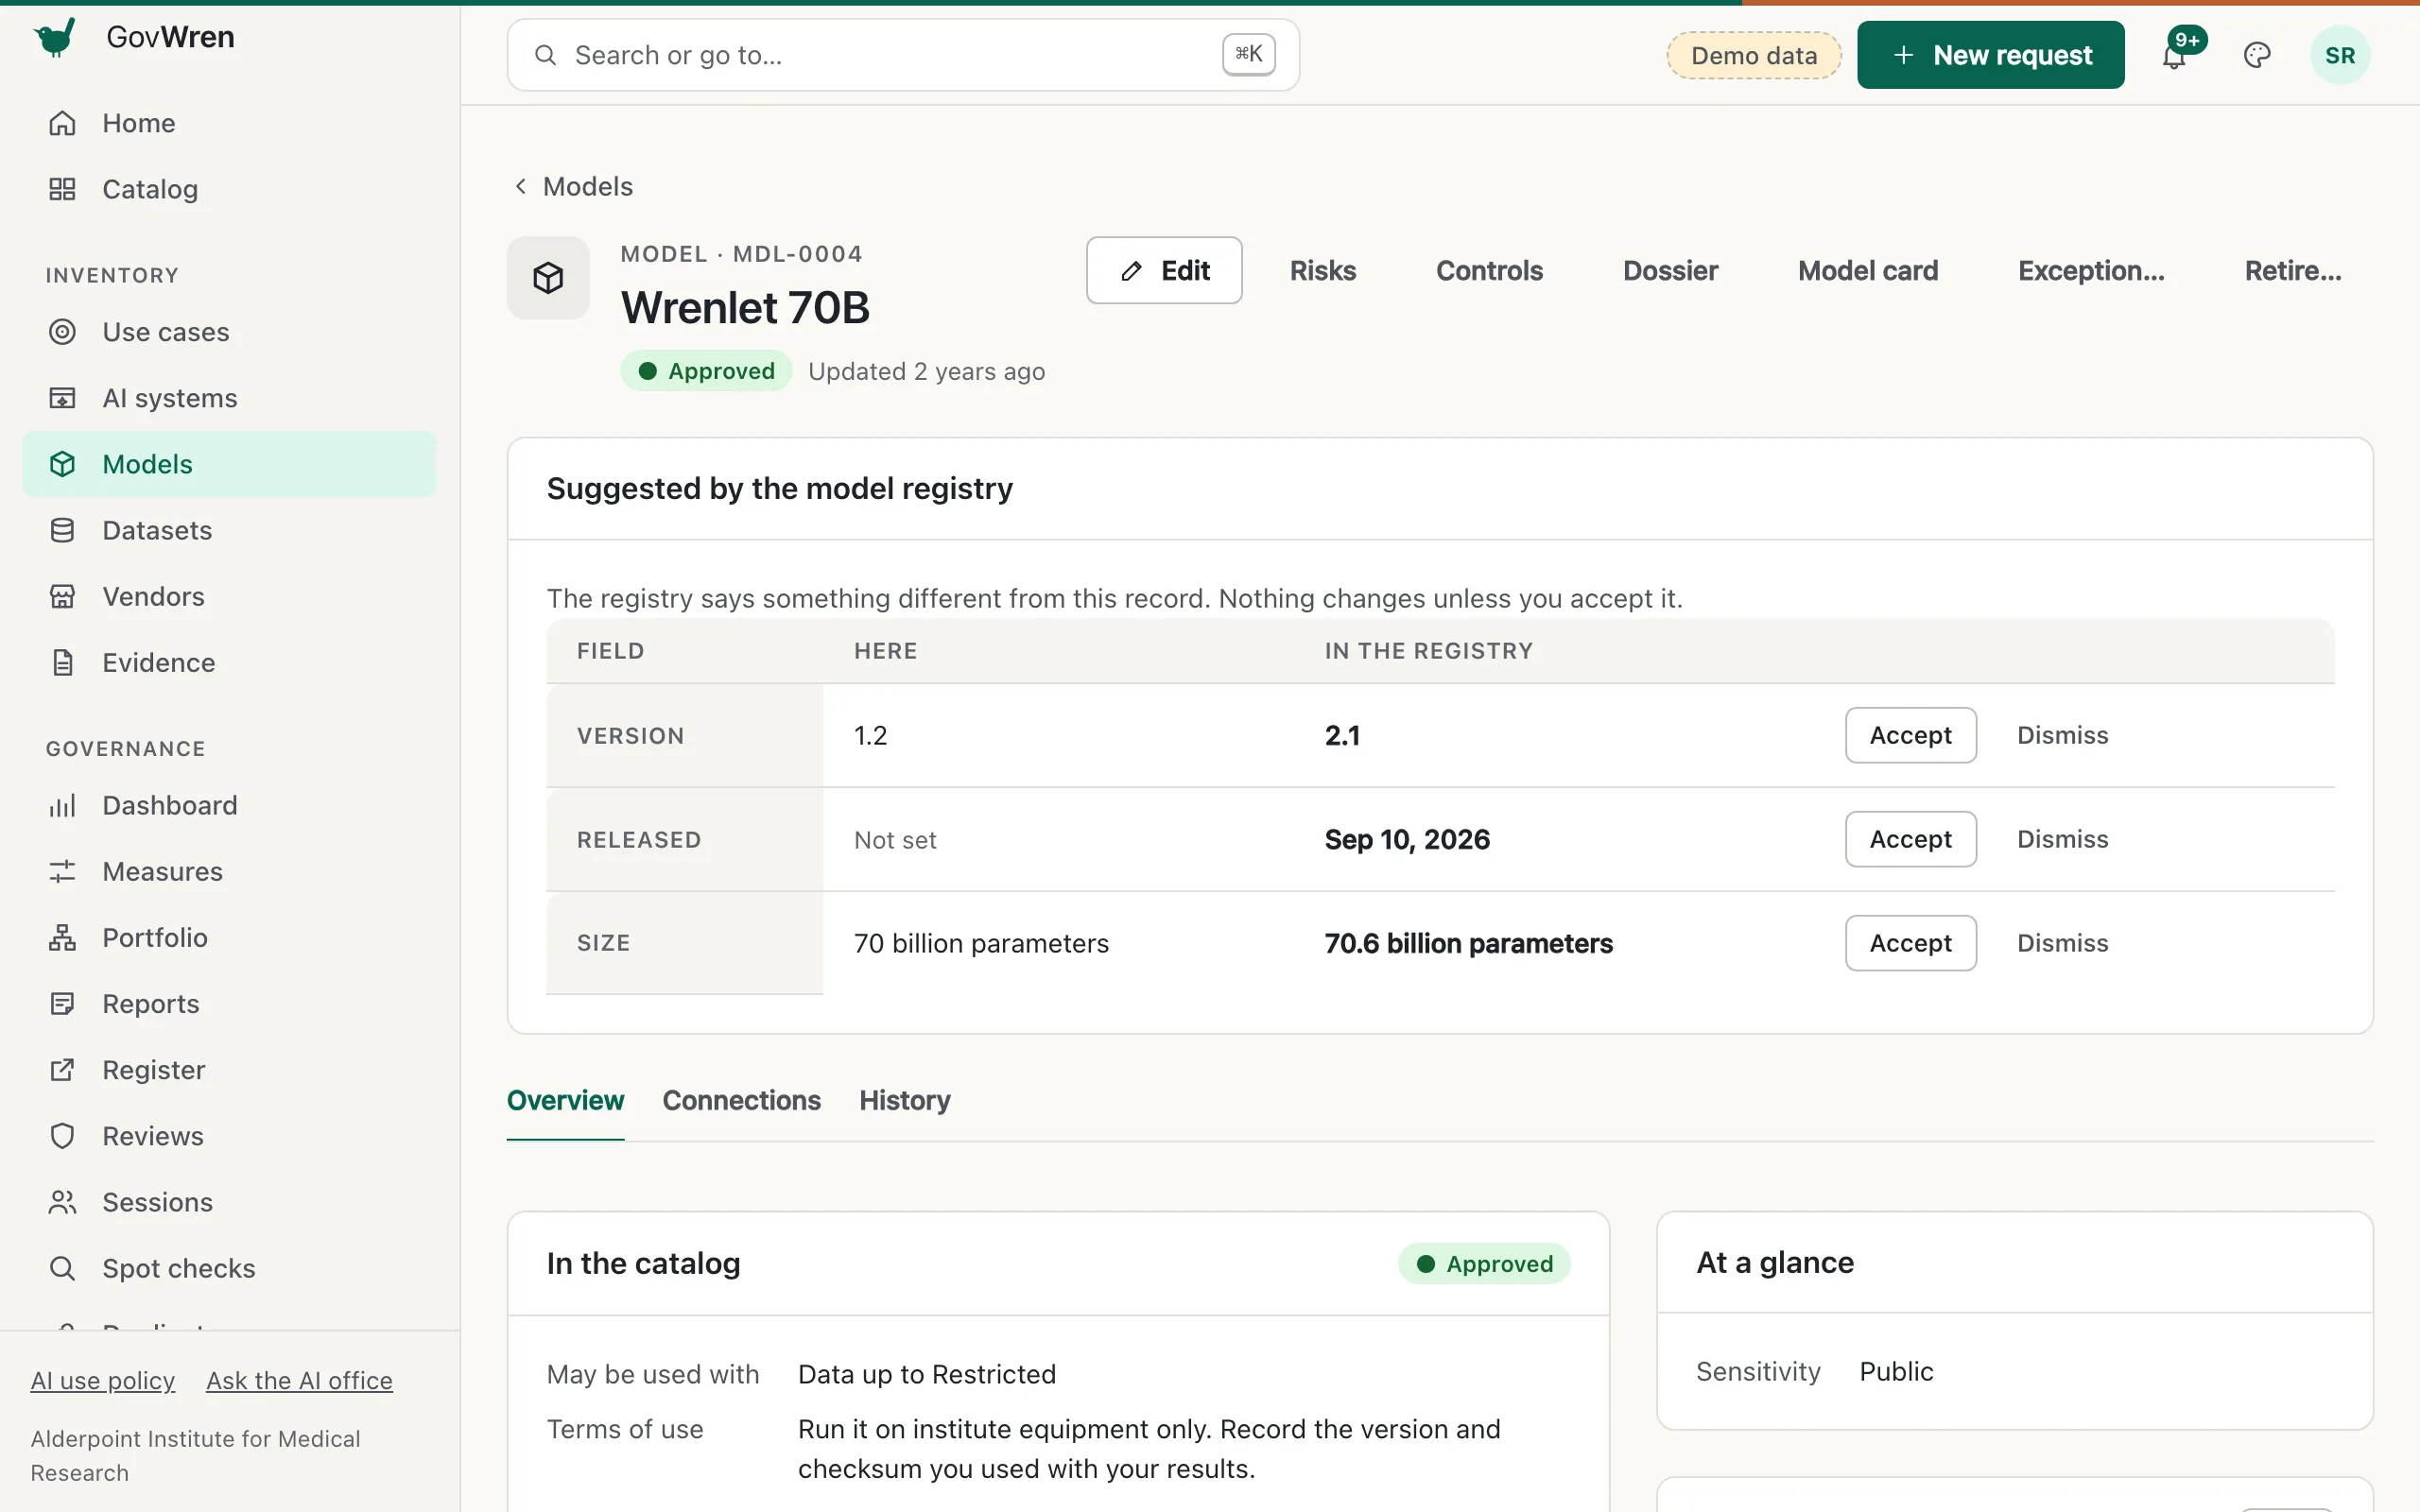 GovWren
Search or go to...
⌘K
Demo data
New request
9+
SR
Home
Catalog
INVENTORY
Use cases
AI systems
Models
Datasets
Vendors
Evidence
GOVERNANCE
Dashboard
Measures
Portfolio
Reports
Register
Reviews
Sessions
Spot checks
AI use policy
Ask the AI office
Alderpoint Institute for Medical
Research
Models
MODEL · MDL-0004
Wrenlet 70B
Approved
Updated 2 years ago
Edit
Risks
Controls
Dossier
Model card
Exception...
Retire...
Suggested by the model registry
The registry says something different from this record. Nothing changes unless you accept it.
FIELD HERE IN THE REGISTRY
VERSION 1.2 2.1 Accept Dismiss
RELEASED Not set Sep 10, 2026 Accept Dismiss
SIZE 70 billion parameters 70.6 billion parameters Accept Dismiss
Overview Connections History
In the catalog
Approved
May be used with Data up to Restricted
Terms of use Run it on institute equipment only. Record the version and
checksum you used with your results.
At a glance
Sensitivity Public